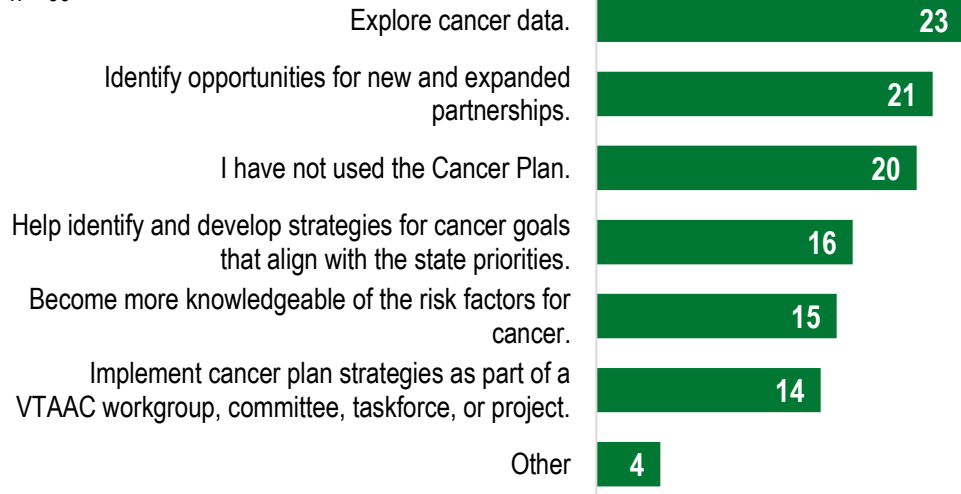 Explore cancer data.
23
Identify opportunities for new and expanded
partnerships.
21
I have not used the Cancer Plan.
20
Help identify and develop strategies for cancer goals
that align with the state priorities.
16
Become more knowledgeable of the risk factors for
cancer.
15
Implement cancer plan strategies as part of a
VTAAC workgroup, committee, taskforce, or project.
14
Other
4